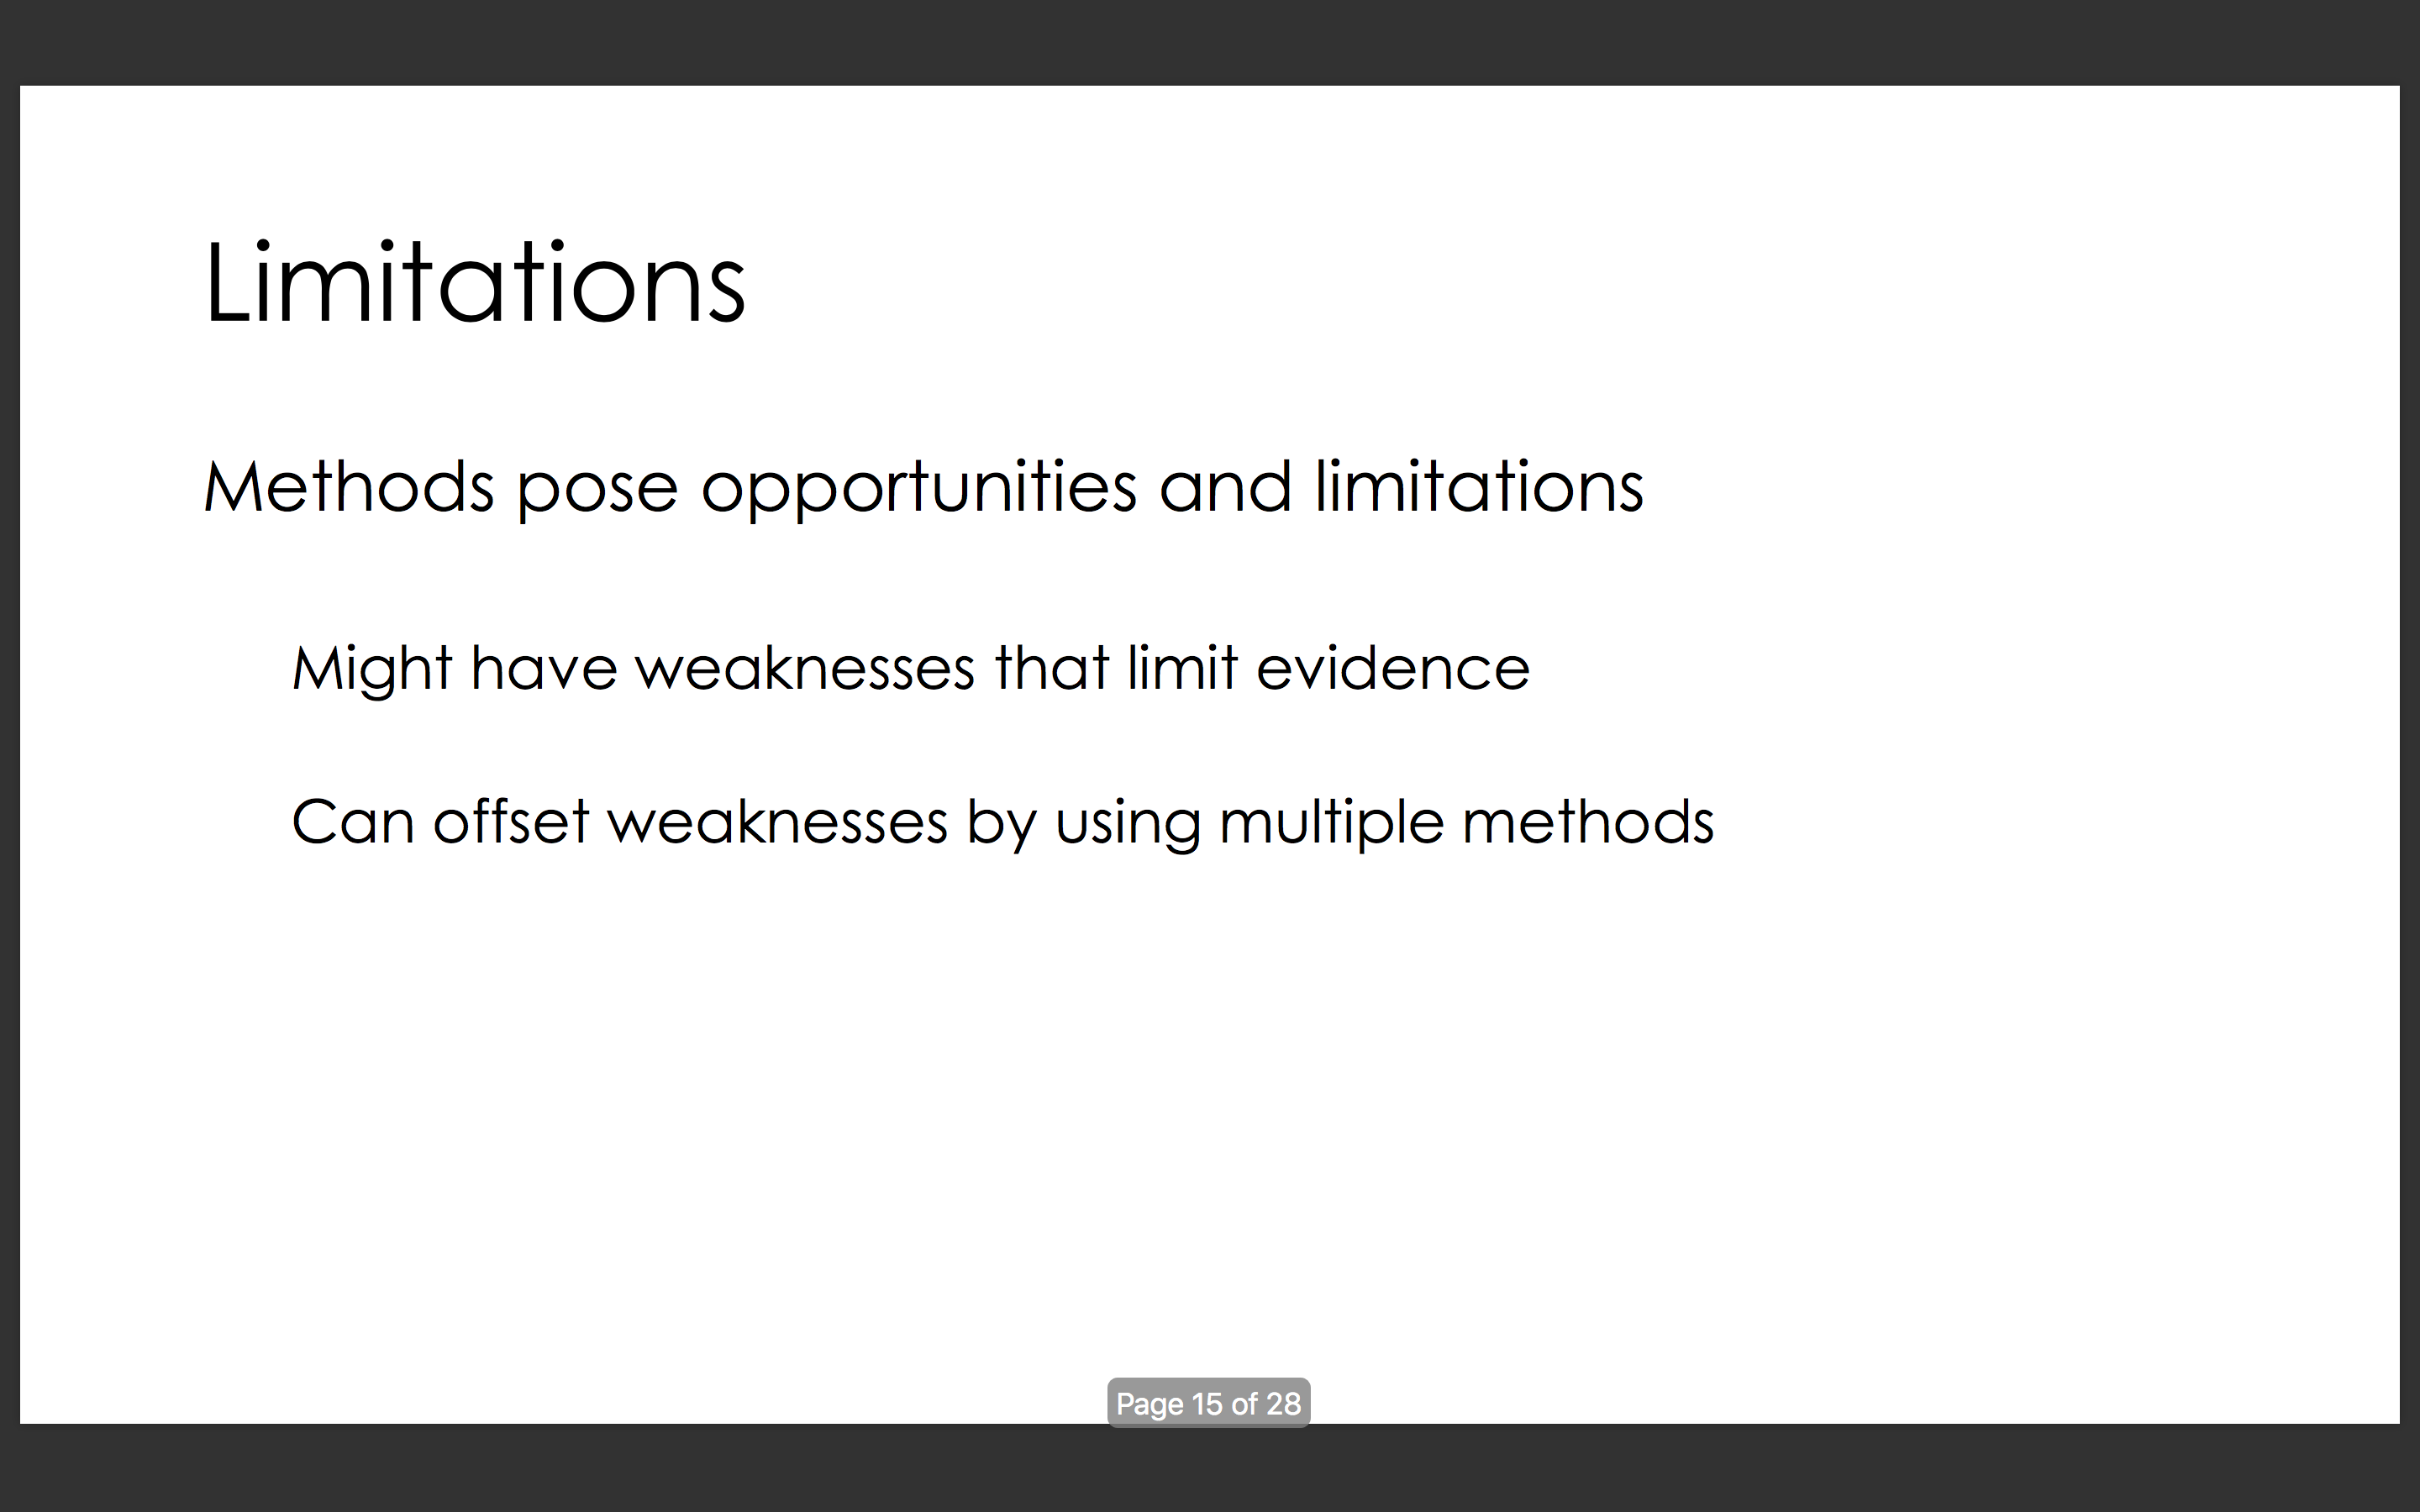 Limitations
Methods pose opportunities and limitations
Might have weaknesses that limit evidence
Can offset weaknesses by using multiple methods
Page 15 of 28